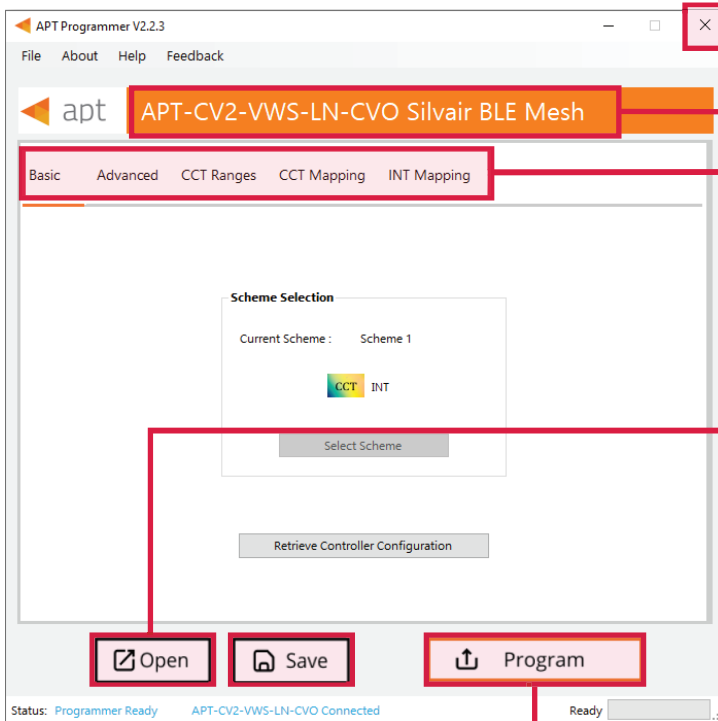 APT Programmer V2.2.3
File About Help Feedback
apt APT-CV2-VWS-LN-CVO Silvair BLE Mesh
Basic Advanced CCT Ranges CCT Mapping INT Mapping
Scheme Selection
Current Scheme : Scheme 1
CCT INT
Select Scheme
Retrieve Controller Configuration
Open Save Program
Status: Programmer Ready APT-CV2-VWS-LN-CVO Connected Ready